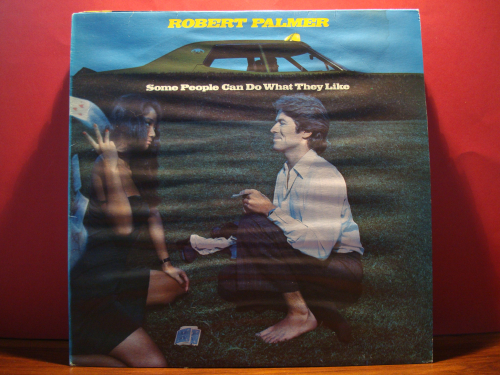 ROBERT PALMER
Some People Can Do What They Like